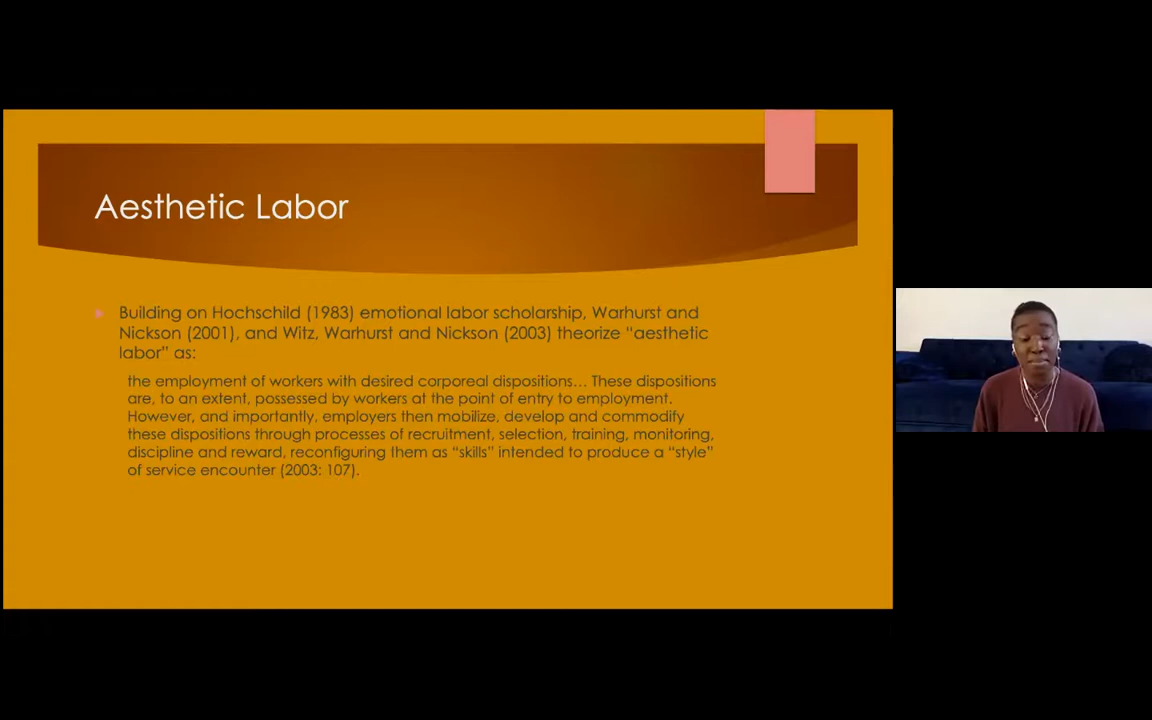 Aesthetic Labor
Building on Hochschild (1983) emotional labor scholarship, Warhurst and
Nickson (2001), and Witz, Warhurst and Nickson (2003) theorize “aesthetic
labor” as:
the employment of workers with desired corporeal dispositions… These dispositions
are, to an extent, possessed by workers at the point of entry to employment.
However, and importantly, employers then mobilize, develop and commodify
these dispositions through processes of recruitment, selection, training, monitoring,
discipline and reward, reconfiguring them as “skills” intended to produce a “style”
of service encounter (2003: 107).